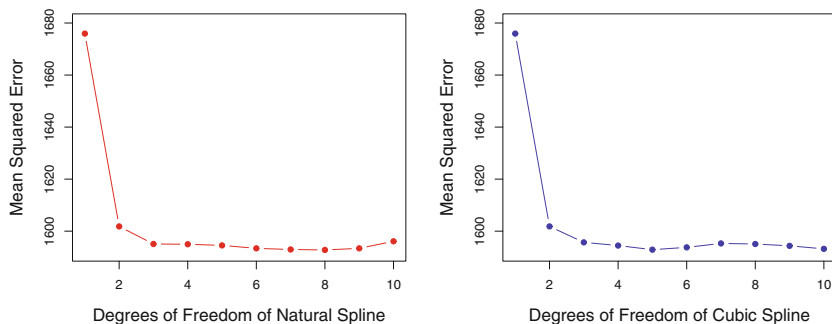 Mean Squared Error
1680
1660
1640
1620
1600
2 4 6 8 10
Degrees of Freedom of Natural Spline
Mean Squared Error
1680
1660
1640
1620
1600
2 4 6 8 10
Degrees of Freedom of Cubic Spline